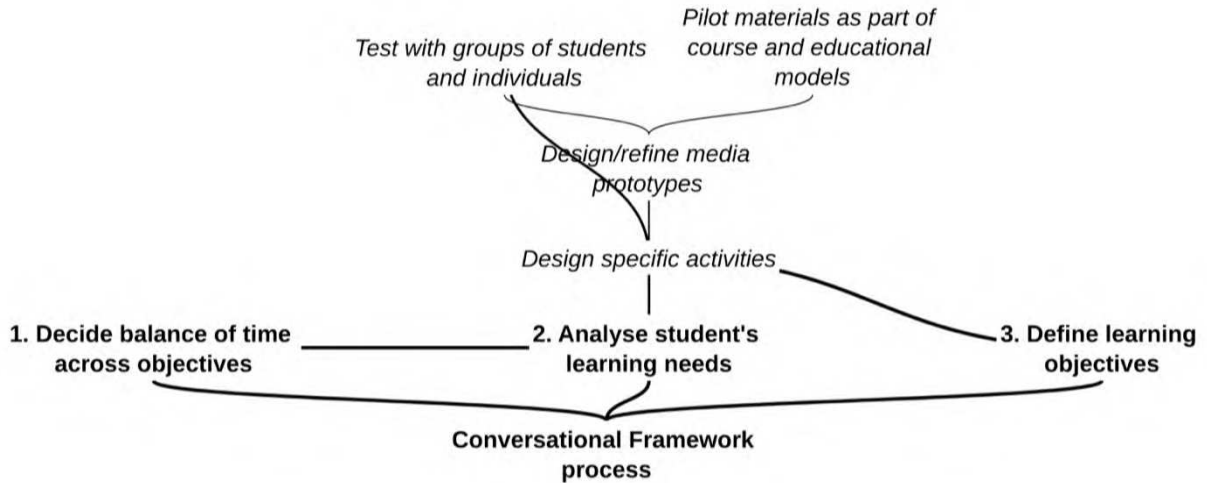 Pilot materials as part of
course and educational
models
Test with groups of students
and individuals
Design/refine media
prototypes
Design specific activities
1. Decide balance of time
across objectives
2. Analyse student's
learning needs
3. Define learning
objectives
Conversational Framework
process